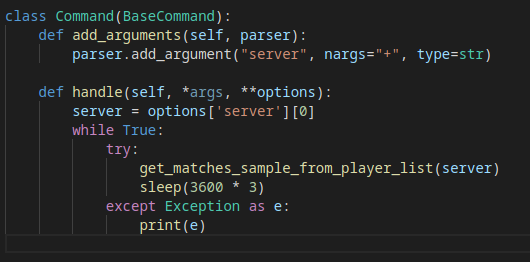 class Command(BaseCommand):
    def add_arguments(self, parser):
        parser.add_argument("server", nargs="+", type=str)

    def handle(self, *args, **options):
        server = options['server'][0]
        while True:
            try:
                get_matches_sample_from_player_list(server)
                sleep(3600 * 3)
            except Exception as e:
                print(e)